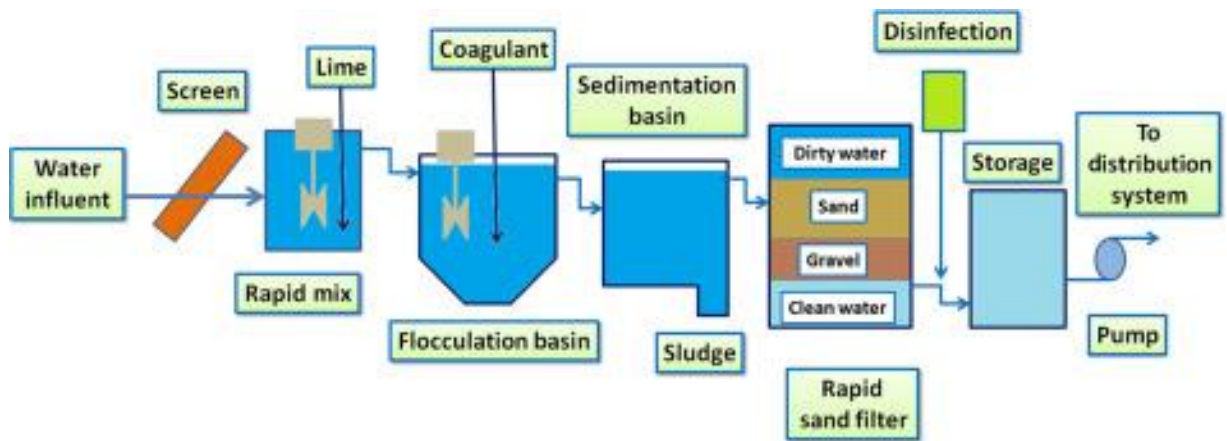 Water
influent
Screen
Lime
Rapid mix
Coagulant
Flocculation basin
Sedimentation
basin
Sludge
Dirty water
Sand
Gravel
Clean water
Rapid
sand filter
Disinfection
Storage
To
distribution
system
Pump